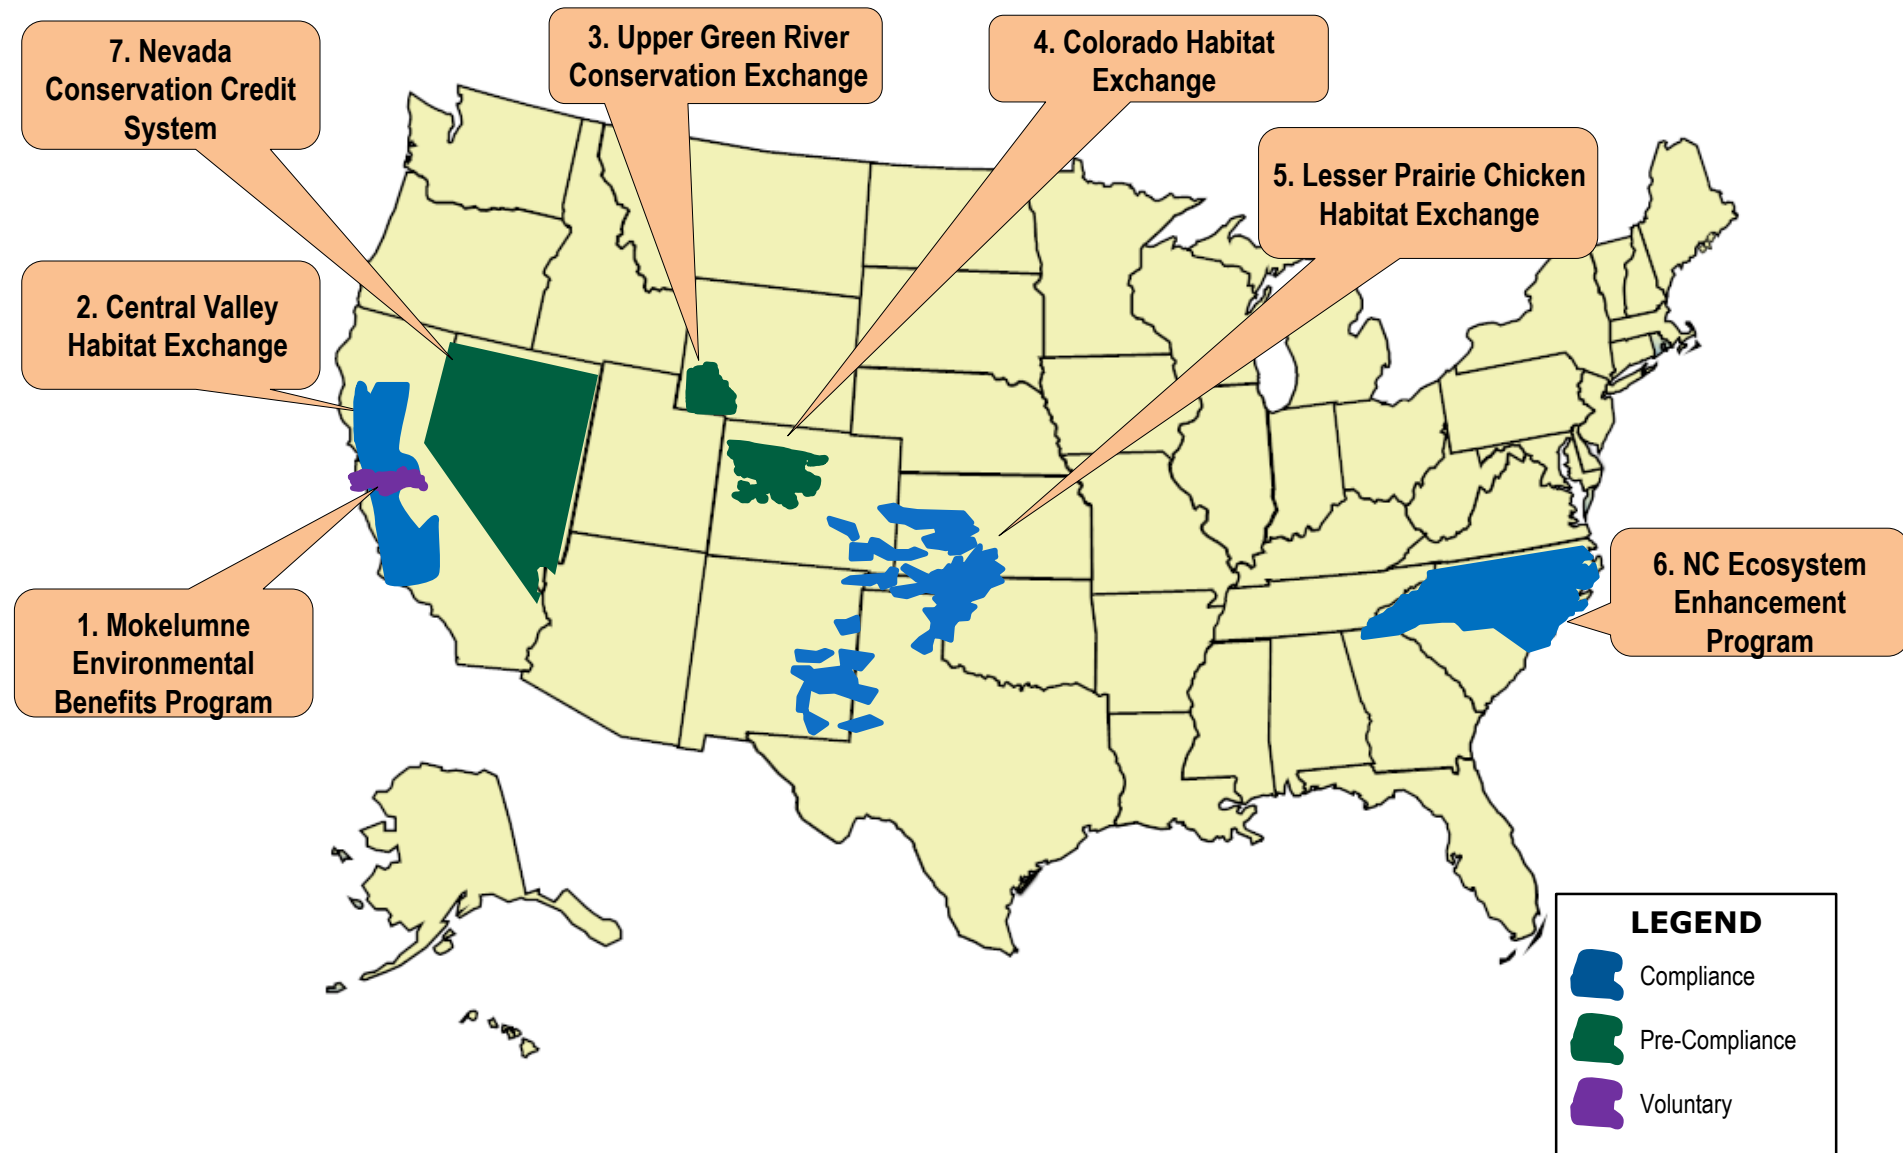 7. Nevada
Conservation Credit
System
3. Upper Green River
Conservation Exchange
4. Colorado Habitat
Exchange
5. Lesser Prairie Chicken
Habitat Exchange
2. Central Valley
Habitat Exchange
1. Mokelumne
Environmental
Benefits Program
6. NC Ecosystem
Enhancement
Program
LEGEND
Compliance
Pre-Compliance
Voluntary